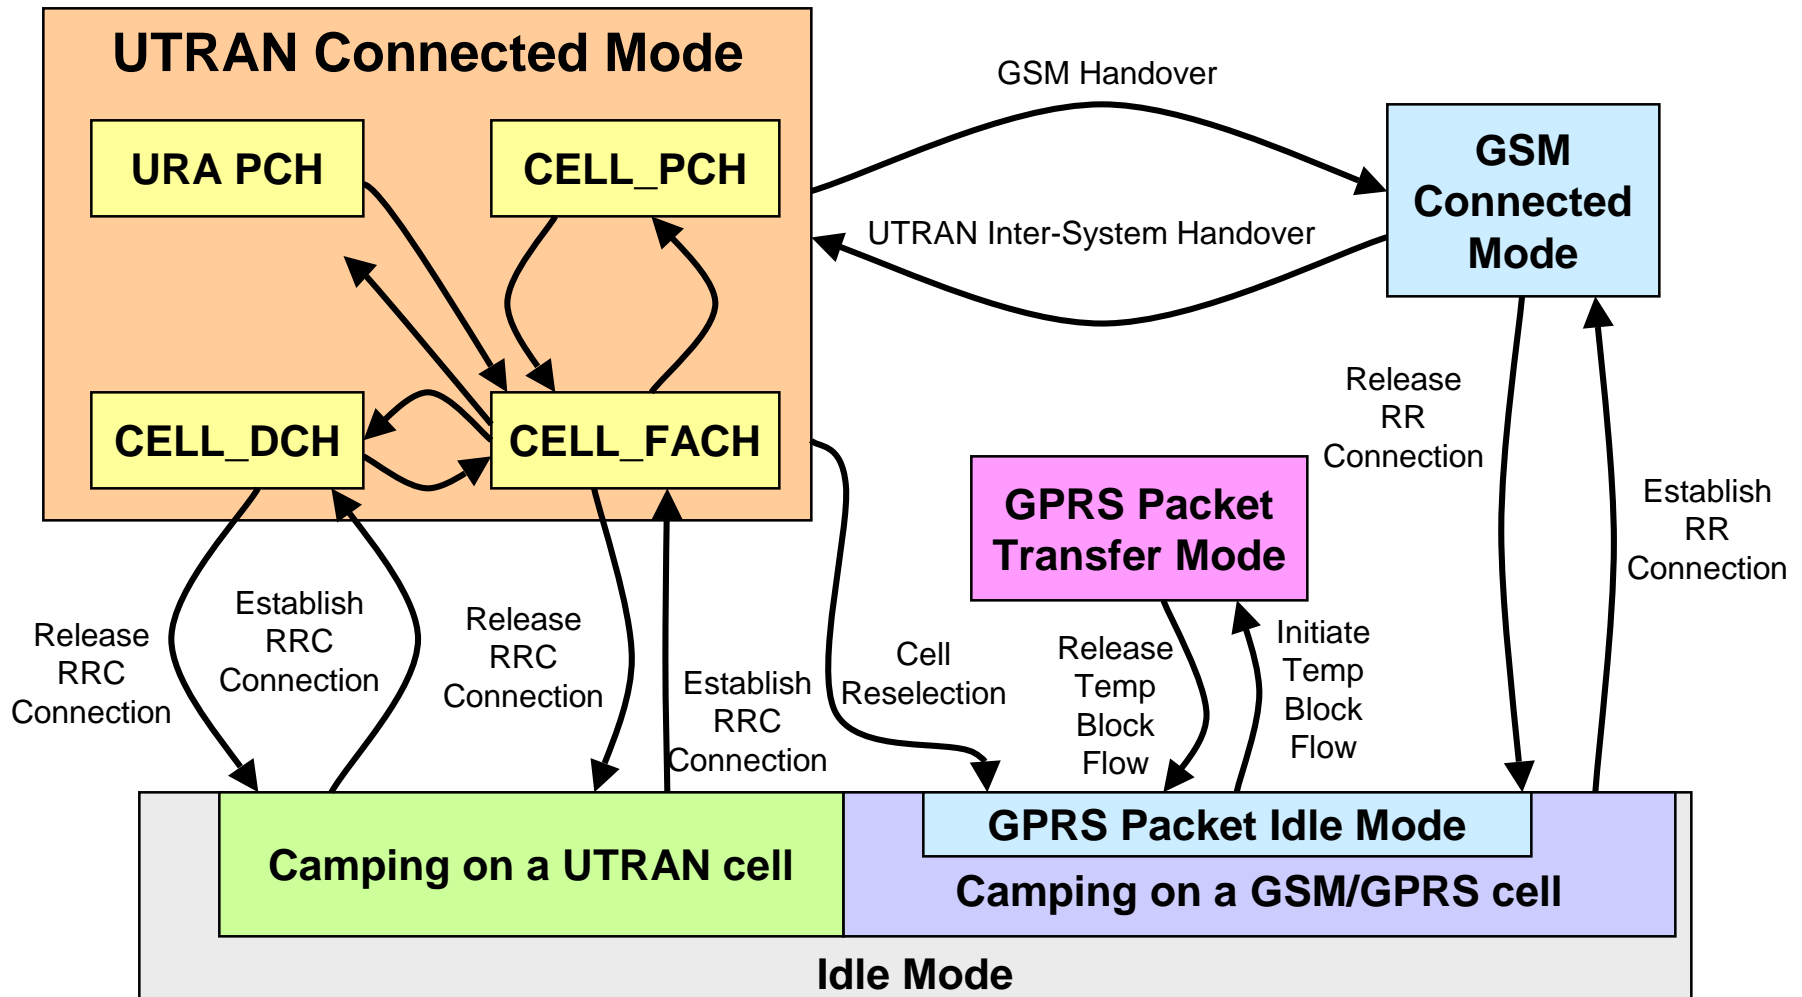 UTRAN Connected Mode
GSM Handover
URA PCH
CELL_PCH
GSM
Connected
Mode
UTRAN Inter-System Handover
CELL_DCH
CELL_FACH
Release
RR
Connection
GPRS Packet
Transfer Mode
Establish
RR
Connection
Release
RRC
Connection
Establish
RRC
Connection
Release
RRC
Connection
Establish
RRC
Connection
Cell
Reselection
Release
Temp
Block
Flow
Initiate
Temp
Block
Flow
GPRS Packet Idle Mode
Camping on a UTRAN cell
Camping on a GSM/GPRS cell
Idle Mode